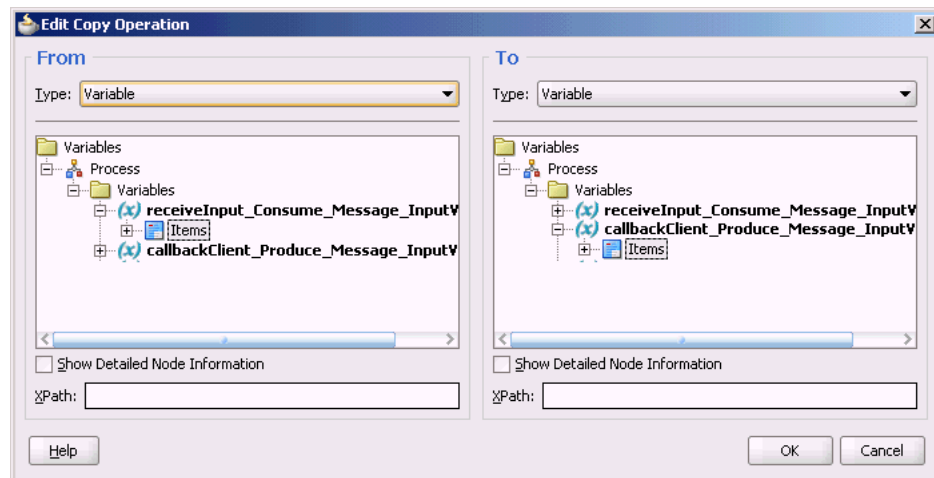 Edit Copy Operation
From
Type: Variable
Variables
Process
Variables
receiveInput_Consume_Message_InputV
Items
callbackClient_Produce_Message_InputV
Show Detailed Node Information
XPath:
To
Type: Variable
Variables
Process
Variables
receiveInput_Consume_Message_InputV
callbackClient_Produce_Message_InputV
Items
Show Detailed Node Information
XPath:
Help
OK
Cancel